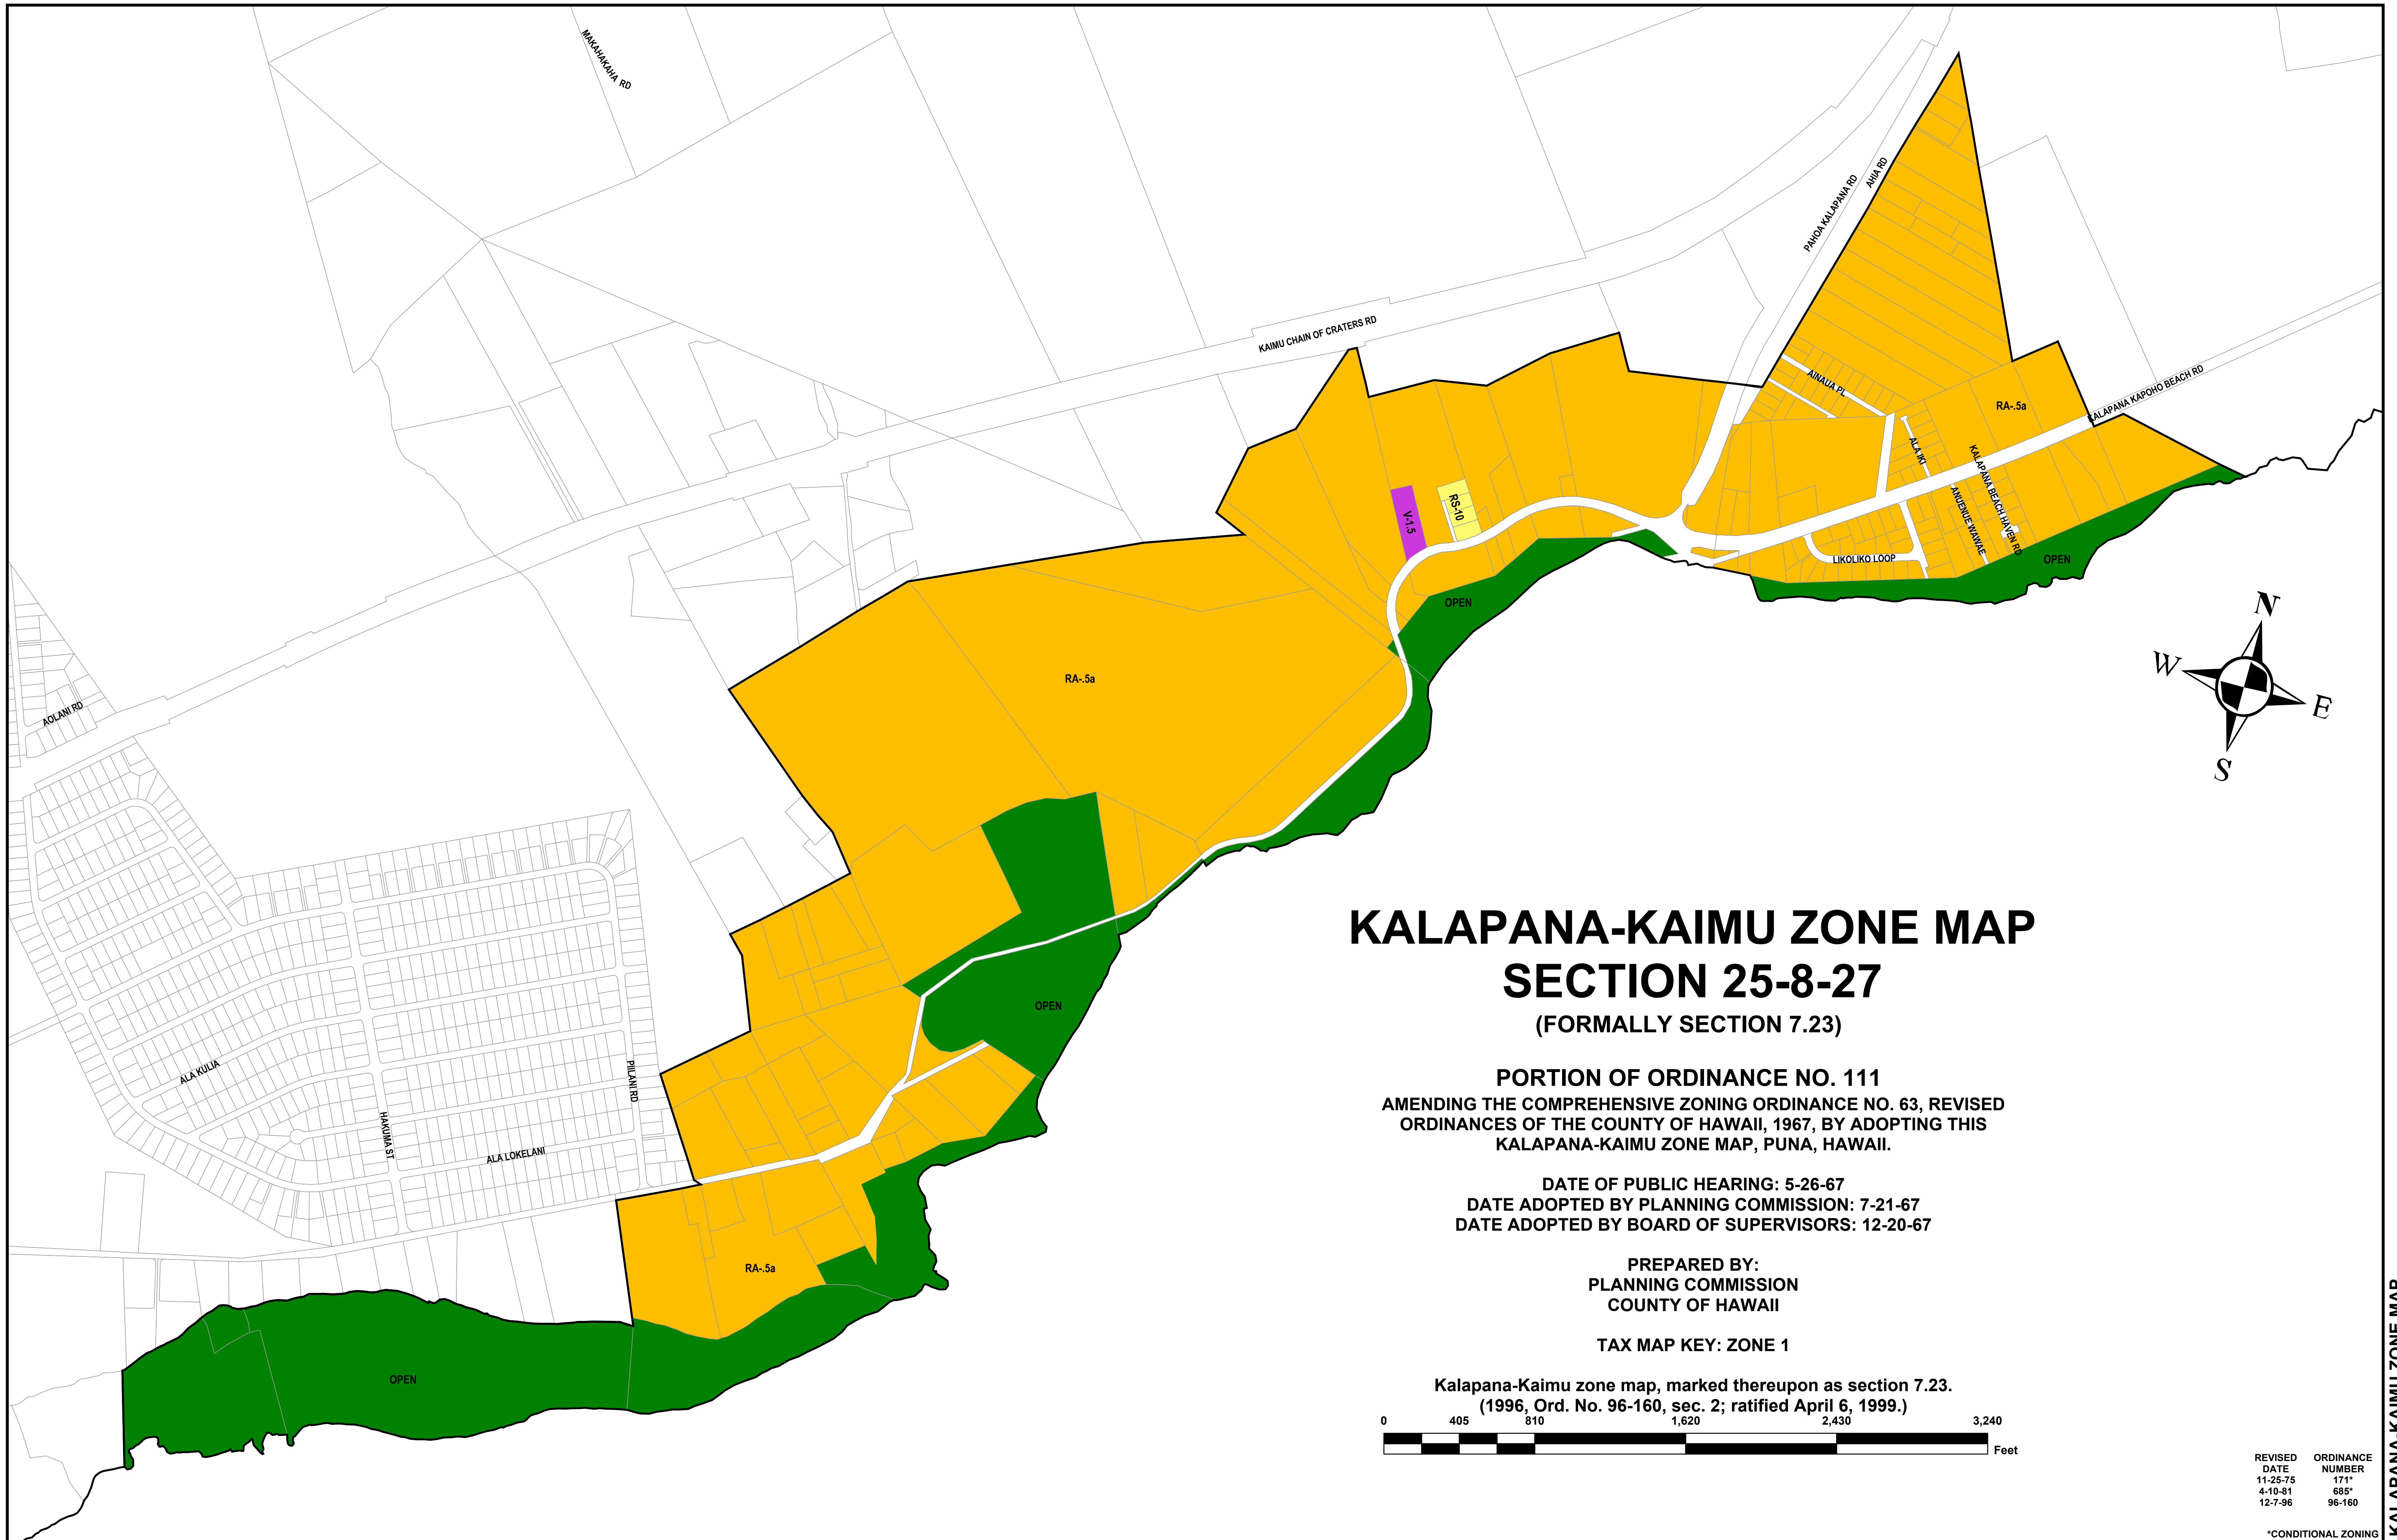 MAKAHAKAHA RD
KAIMU CHAIN OF CRATERS RD
PAHOA KALAPANA RD
AHIA RD
AINAUA PL
RA-.5a
KALAPANA KAPOHO BEACH RD
ALA IKI
KALAPANA BEACH HAVEN RD
ANUENUE WAWAE
V-1.5
RS-10
LIKOLIKO LOOP
OPEN
OPEN
N
W
E
S
RA-.5a
AOLANI RD
OPEN
ALA KULIA
PIILANI RD
HAKUMA ST
ALA LOKELANI
RA-.5a
OPEN
KALAPANA-KAIMU ZONE MAP
SECTION 25-8-27
(FORMALLY SECTION 7.23)
PORTION OF ORDINANCE NO. 111
AMENDING THE COMPREHENSIVE ZONING ORDINANCE NO. 63, REVISED
ORDINANCES OF THE COUNTY OF HAWAII, 1967, BY ADOPTING THIS
KALAPANA-KAIMU ZONE MAP, PUNA, HAWAII.
DATE OF PUBLIC HEARING: 5-26-67
DATE ADOPTED BY PLANNING COMMISSION: 7-21-67
DATE ADOPTED BY BOARD OF SUPERVISORS: 12-20-67
PREPARED BY:
PLANNING COMMISSION
COUNTY OF HAWAII
TAX MAP KEY: ZONE 1
Kalapana-Kaimu zone map, marked thereupon as section 7.23.
(1996, Ord. No. 96-160, sec. 2; ratified April 6, 1999.)
0 405 810 1,620 2,430 3,240
Feet
REVISED ORDINANCE
DATE NUMBER
11-25-75 171*
4-10-81 685*
12-7-96 96-160
*CONDITIONAL ZONING
KALAPANA-KAIMU ZONE MAP